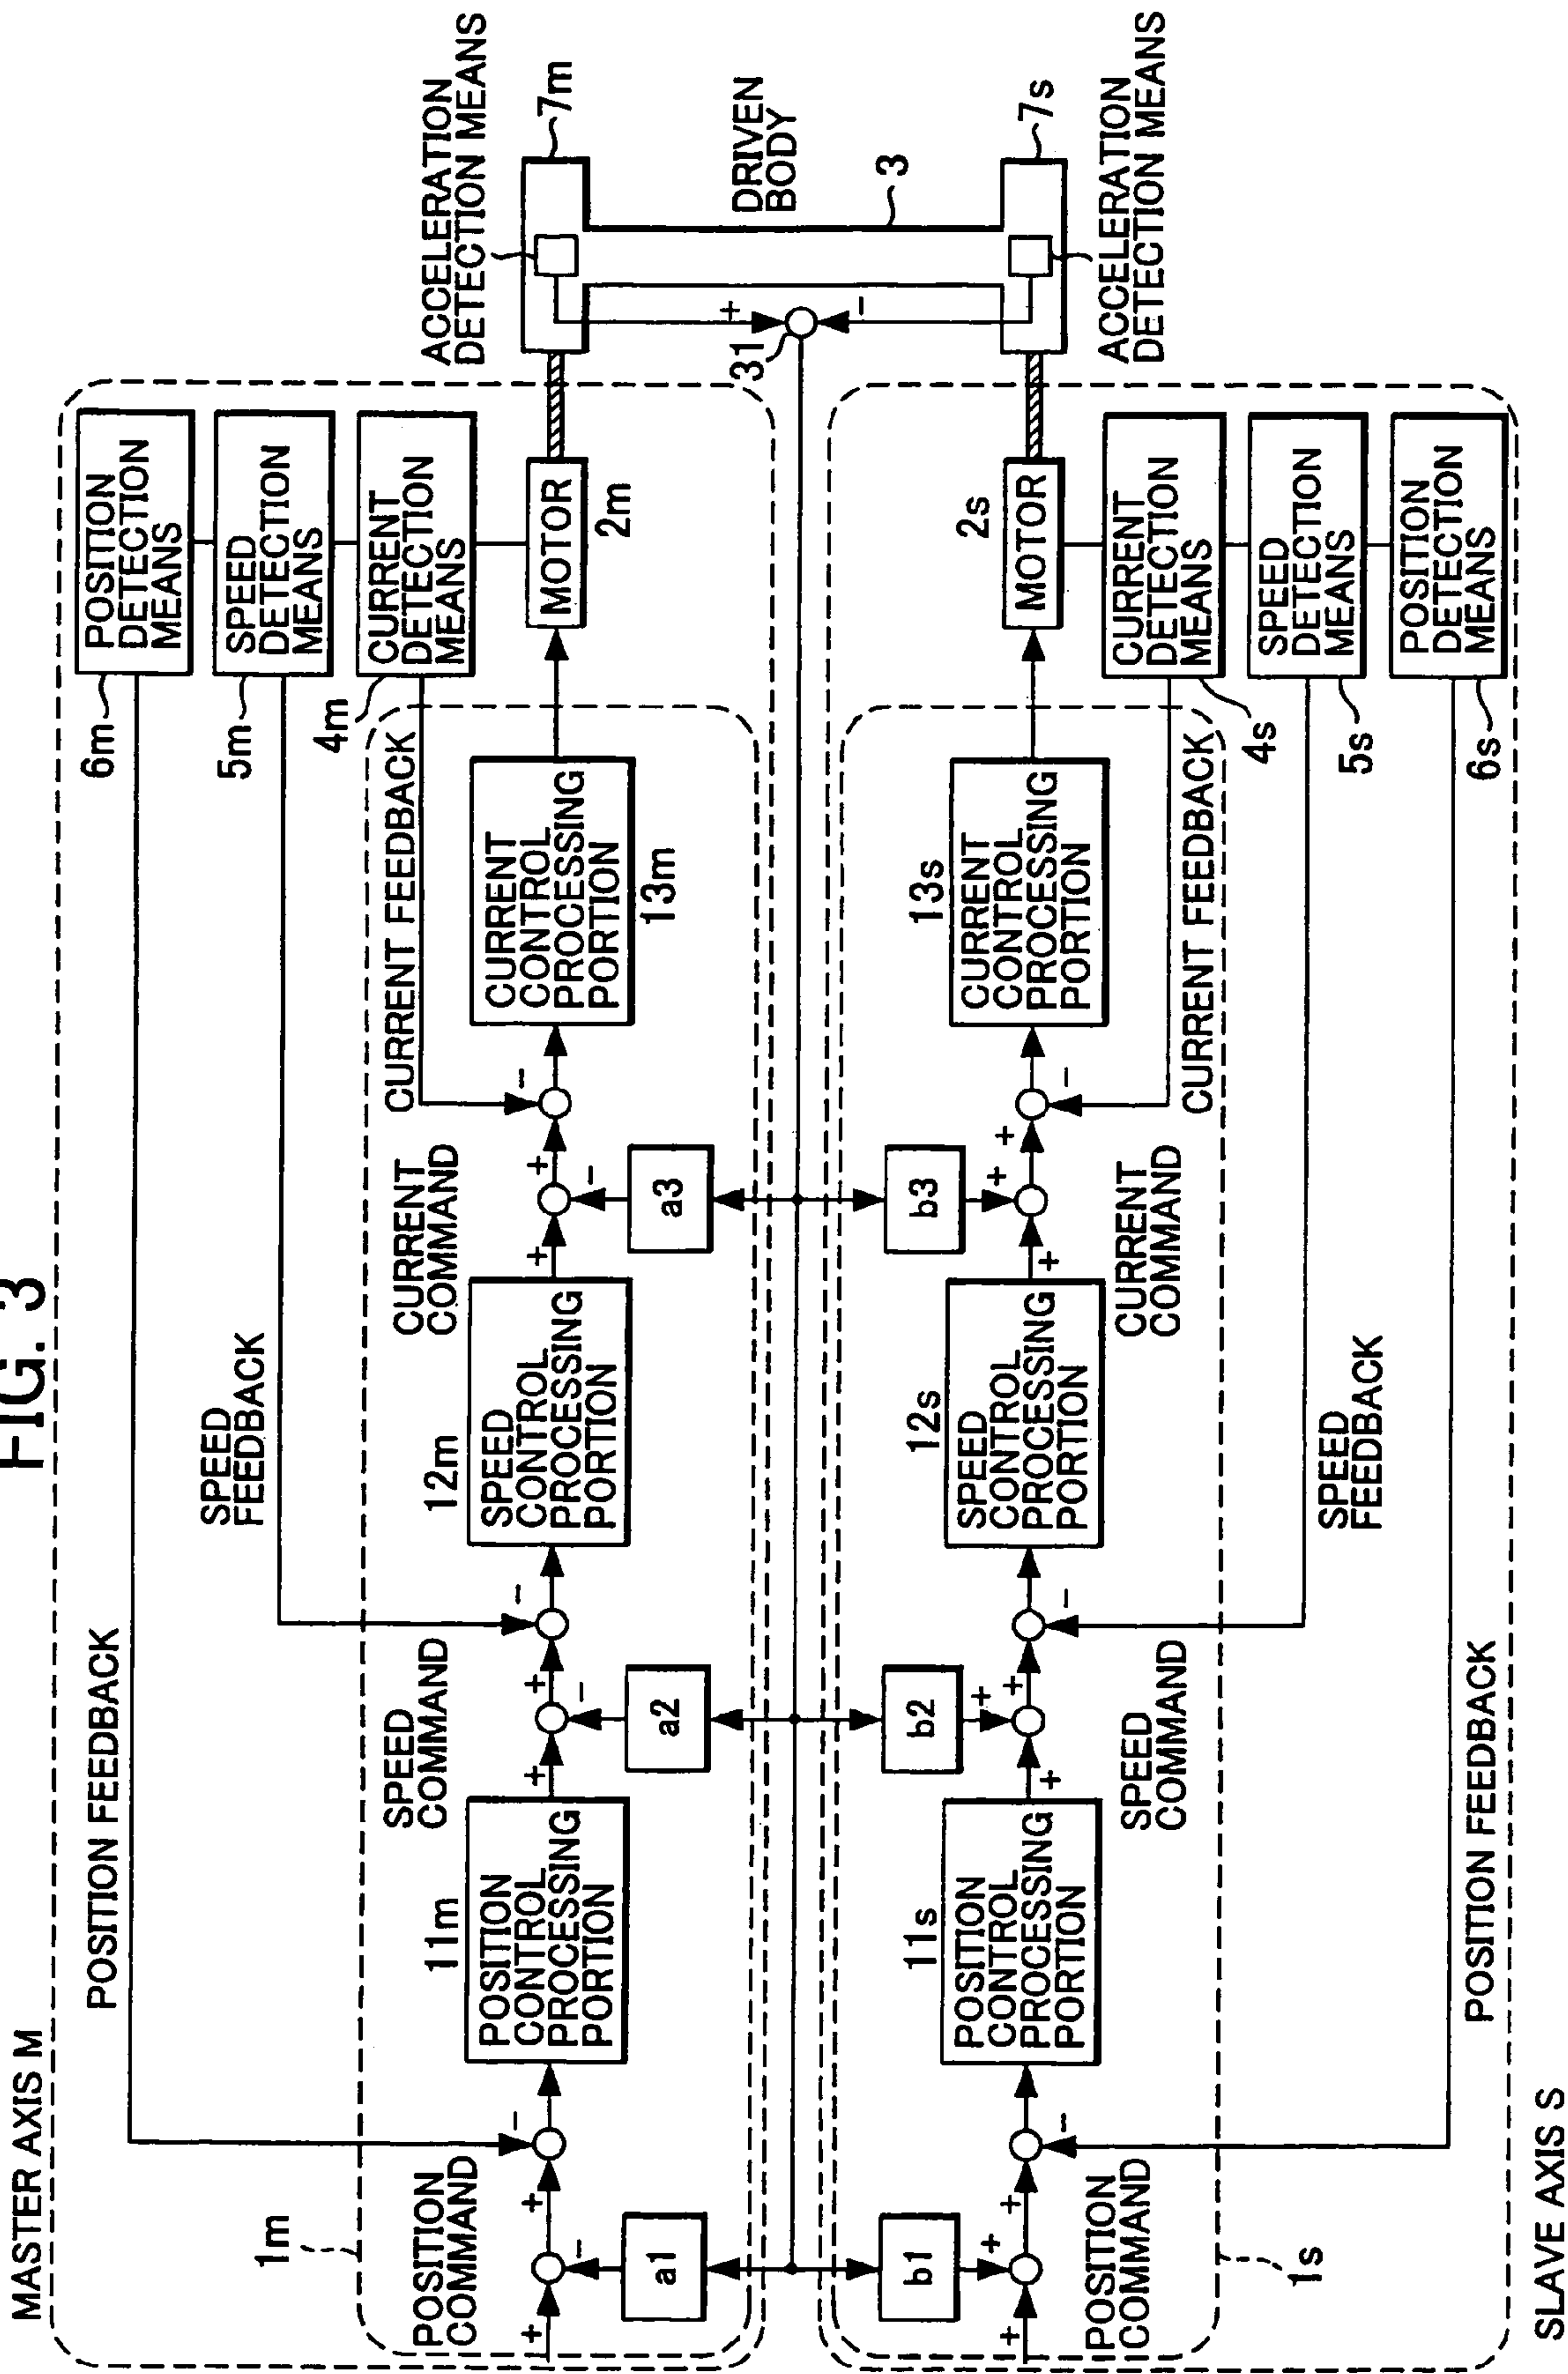 FIG. 3
MASTER AXIS M
POSITION FEEDBACK
6m
POSITION
DETECTION
MEANS
SPEED
FEEDBACK
5m
SPEED
DETECTION
MEANS
1m
4m
CURRENT
DETECTION
MEANS
CURRENT FEEDBACK
ACCELERATION
DETECTION MEANS
POSITION
COMMAND
11m
SPEED
COMMAND
12m
CURRENT
COMMAND
+
-
+
-
POSITION
CONTROL
PROCESSING
PORTION
+
-
+
-
SPEED
CONTROL
PROCESSING
PORTION
+
-
+
-
CURRENT
CONTROL
PROCESSING
PORTION
13m
MOTOR
2m
7m
a1
a2
a3
31
+
-
DRIVEN
BODY
3
b1
b2
b3
+
+
+
-
11s
POSITION
CONTROL
PROCESSING
PORTION
+
+
+
-
12s
SPEED
CONTROL
PROCESSING
PORTION
+
+
+
-
13s
CURRENT
CONTROL
PROCESSING
PORTION
2s
MOTOR
7s
POSITION
COMMAND
SPEED
COMMAND
CURRENT
COMMAND
CURRENT FEEDBACK
4s
CURRENT
DETECTION
MEANS
ACCELERATION
DETECTION MEANS
1s
SPEED
FEEDBACK
5s
SPEED
DETECTION
MEANS
POSITION FEEDBACK
6s
POSITION
DETECTION
MEANS
SLAVE AXIS S